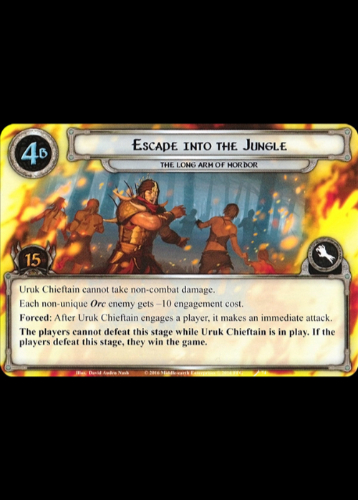 4B
ESCAPE INTO THE JUNGLE
THE LONG ARM OF MORDOR
15
Uruk Chieftain cannot take non-combat damage.
Each non-unique Orc enemy gets –10 engagement cost.
Forced: After Uruk Chieftain engages a player, it makes an immediate attack.
The players cannot defeat this stage while Uruk Chieftain is in play. If the
players defeat this stage, they win the game.
Illus. David Auden Nash © 2016 Middle-earth